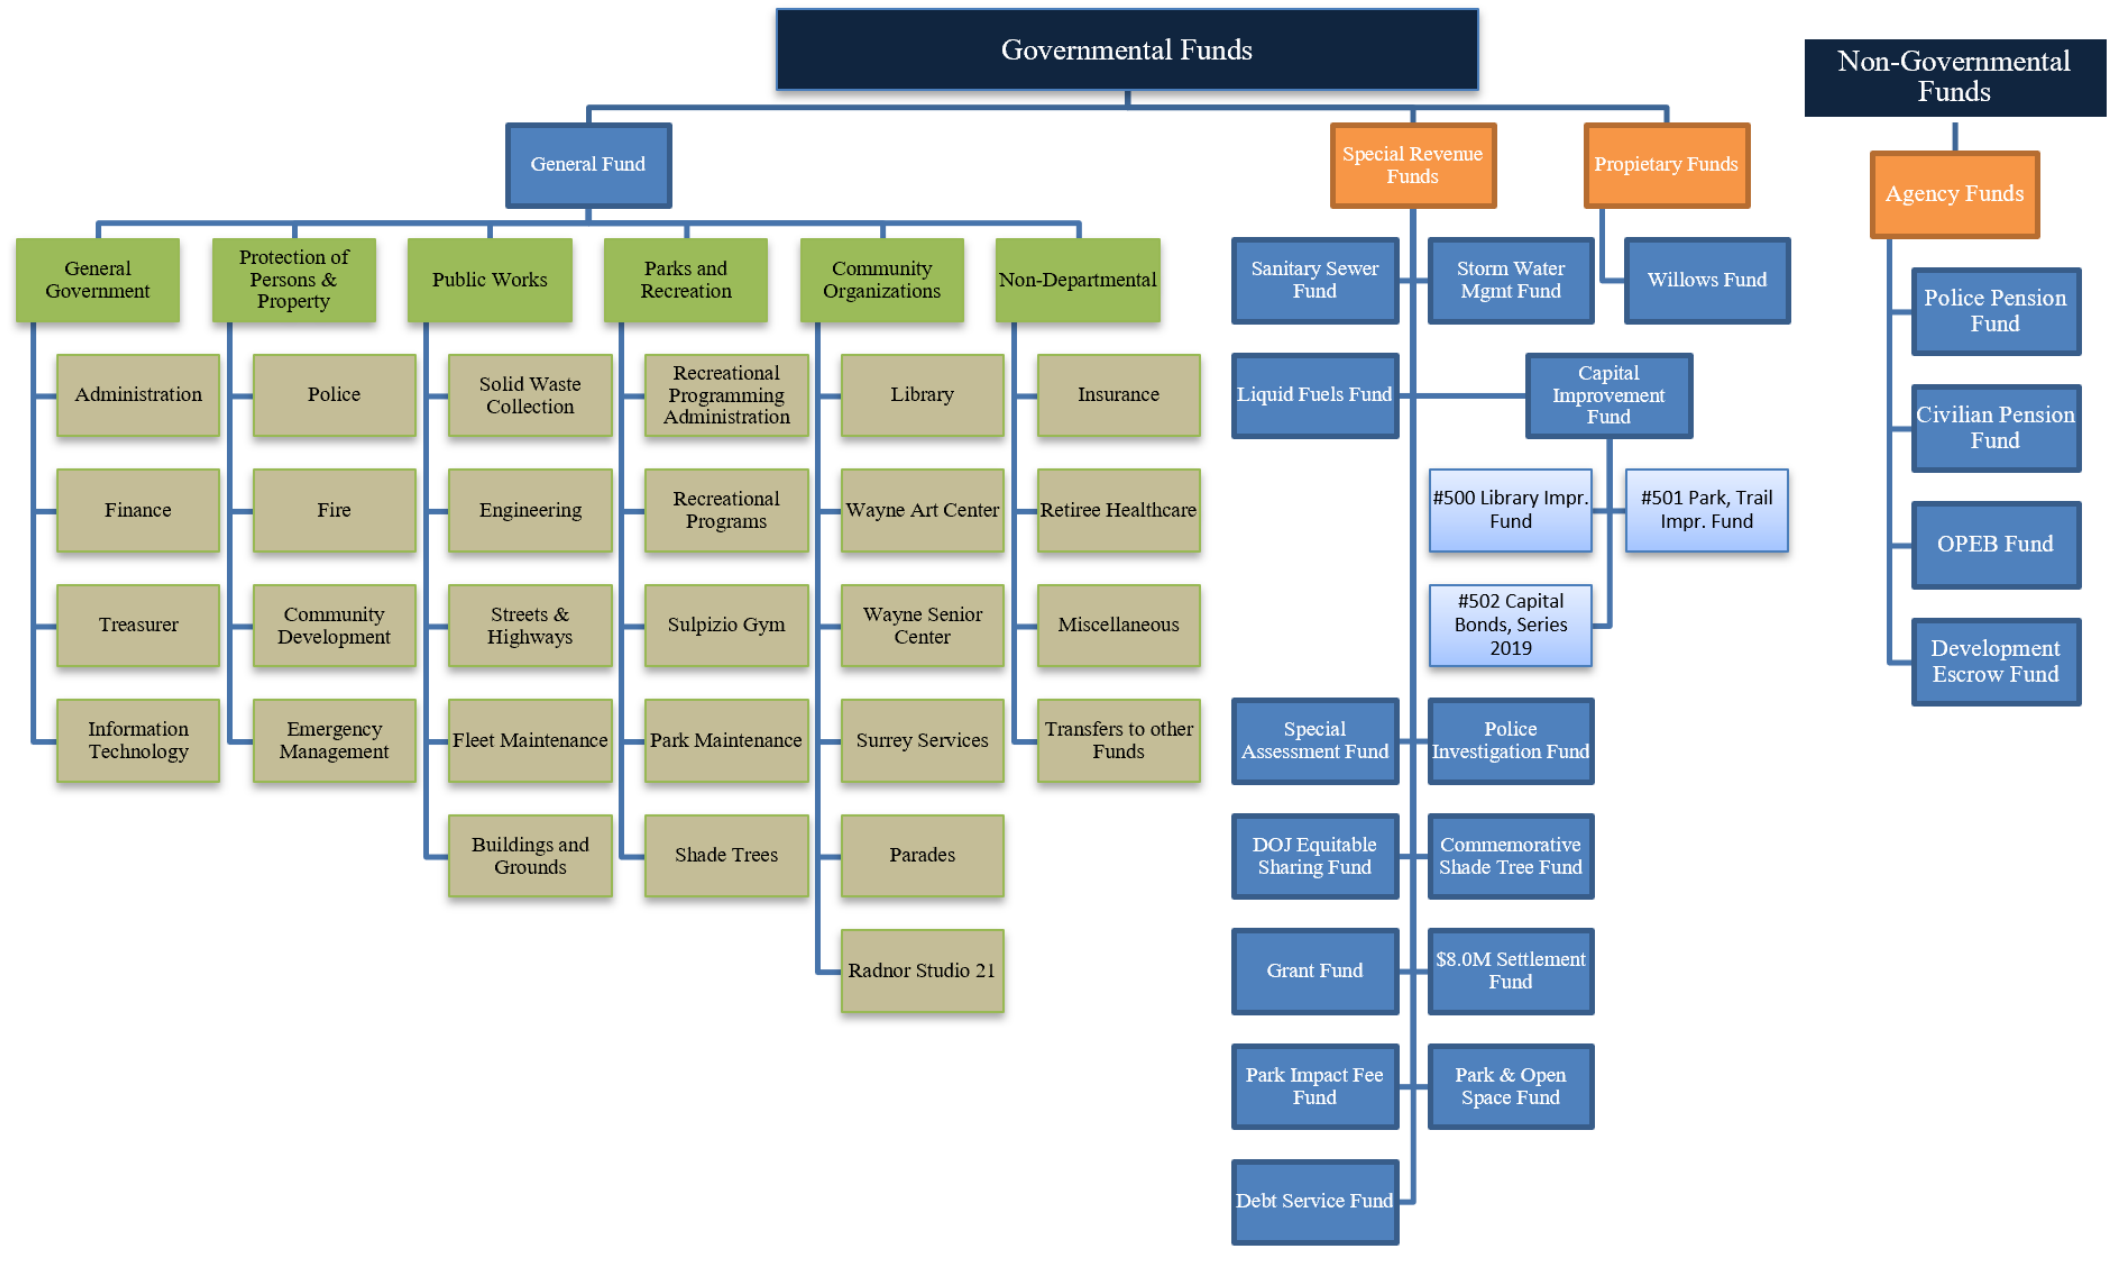 Governmental Funds
Non-Governmental
Funds
General Fund
Special Revenue
Funds
Propietary Funds
Agency Funds
General
Government
Administration
Finance
Treasurer
Information
Technology
Protection of
Persons &
Property
Police
Fire
Community
Development
Emergency
Management
Public Works
Solid Waste
Collection
Engineering
Streets &
Highways
Fleet Maintenance
Buildings and
Grounds
Parks and
Recreation
Recreational
Programming
Administration
Recreational
Programs
Sulpizio Gym
Park Maintenance
Shade Trees
Community
Organizations
Library
Wayne Art Center
Wayne Senior
Center
Surrey Services
Parades
Radnor Studio 21
Non-Departmental
Insurance
Retiree Healthcare
Miscellaneous
Transfers to other
Funds
Sanitary Sewer
Fund
Storm Water
Mgmt Fund
Liquid Fuels Fund
Capital
Improvement
Fund
#500 Library Impr.
Fund
#501 Park, Trail
Impr. Fund
#502 Capital
Bonds, Series
2019
Special
Assessment Fund
Police
Investigation Fund
DOJ Equitable
Sharing Fund
Commemorative
Shade Tree Fund
Grant Fund
$8.0M Settlement
Fund
Park Impact Fee
Fund
Park & Open
Space Fund
Debt Service Fund
Willows Fund
Police Pension
Fund
Civilian Pension
Fund
OPEB Fund
Development
Escrow Fund